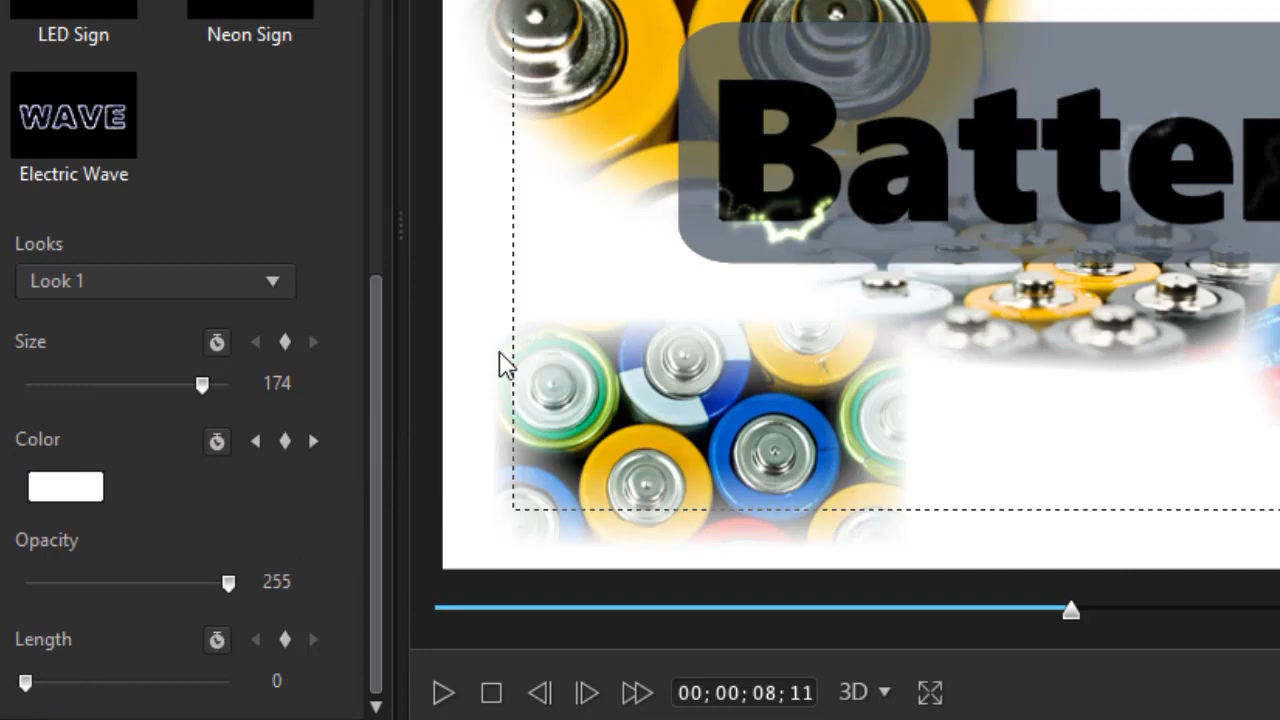 LED Sign
Neon Sign
WAVE
Electric Wave
Looks
Look 1
Size
174
Color
Opacity
255
Length
0
Batter
00;00;08;11
3D